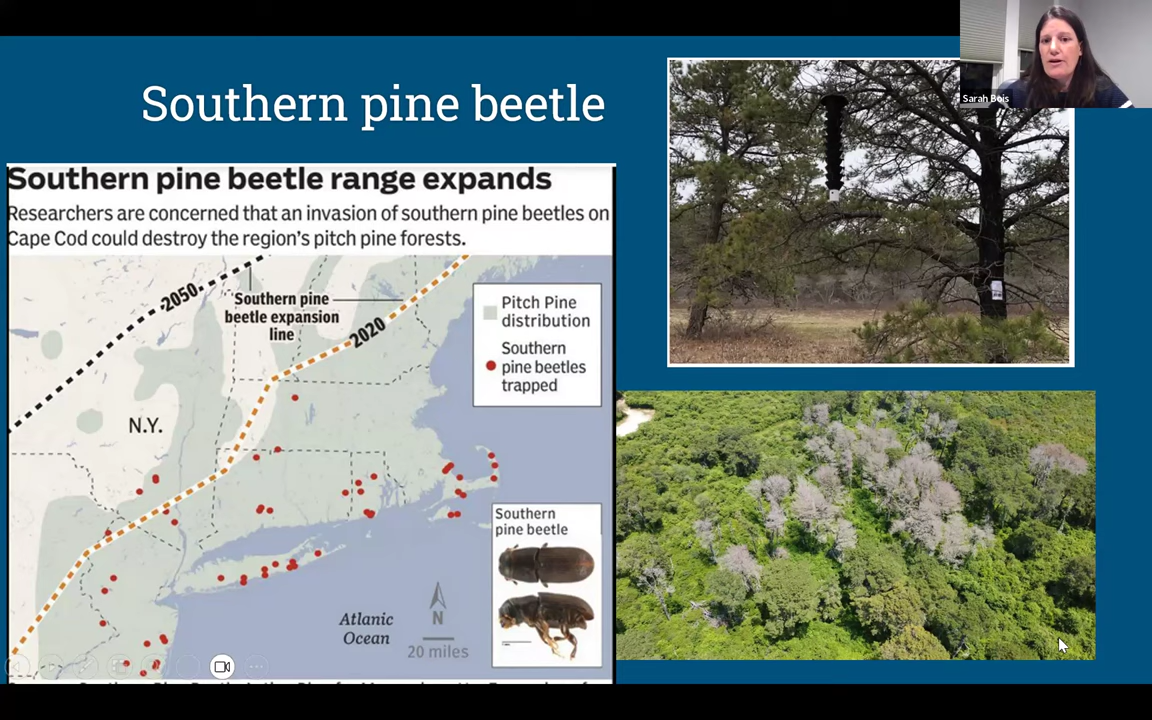 Sarah Bois
Southern pine beetle
Southern pine beetle range expands
Researchers are concerned that an invasion of southern pine beetles on
Cape Cod could destroy the region's pitch pine forests.
2050
Southern pine
beetle expansion
line
2020
Pitch Pine
distribution
Southern
pine beetles
trapped
N.Y.
Southern
pine beetle
Atlanic
Ocean
N
20 miles